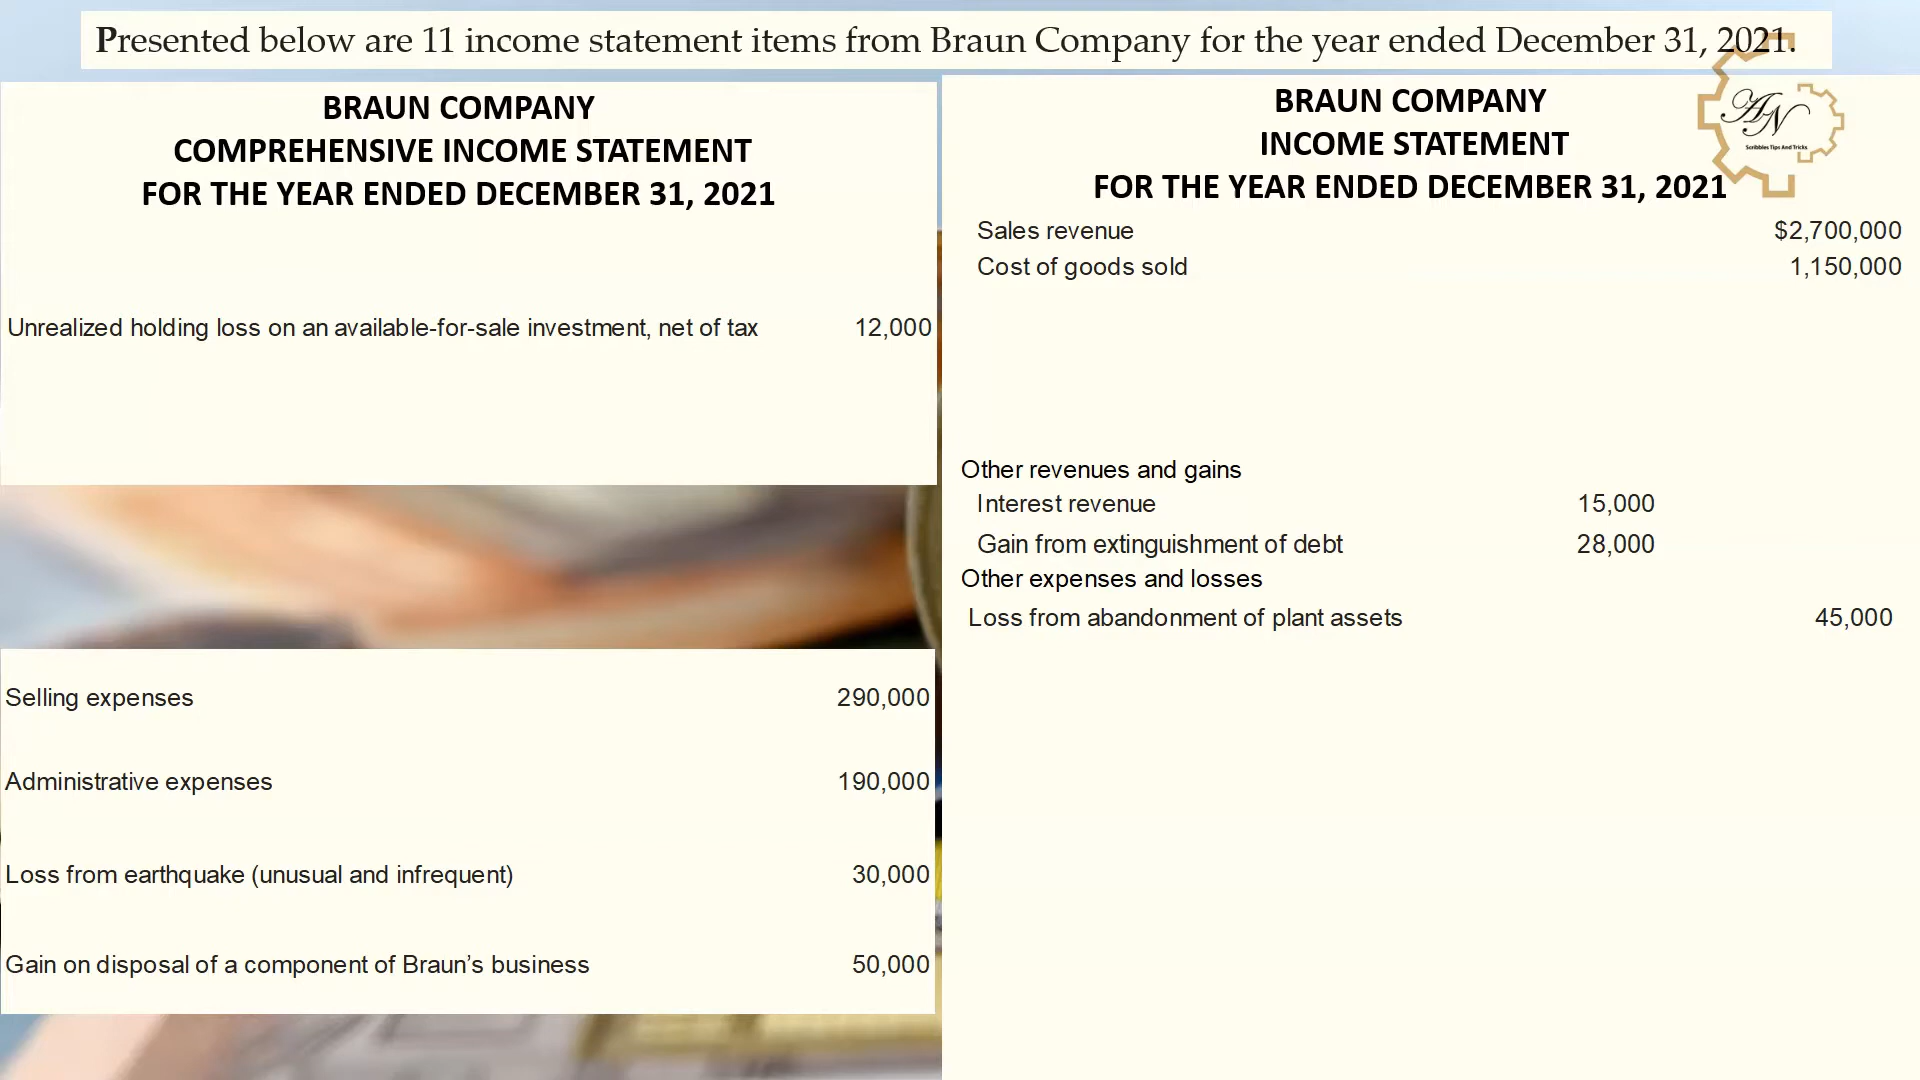 Presented below are 11 income statement items from Braun Company for the year ended December 31, 2021.
BRAUN COMPANY
COMPREHENSIVE INCOME STATEMENT
FOR THE YEAR ENDED DECEMBER 31, 2021
Unrealized holding loss on an available-for-sale investment, net of tax 12,000
Selling expenses 290,000
Administrative expenses 190,000
Loss from earthquake (unusual and infrequent) 30,000
Gain on disposal of a component of Braun’s business 50,000
BRAUN COMPANY
INCOME STATEMENT
FOR THE YEAR ENDED DECEMBER 31, 2021
Sales revenue $2,700,000
Cost of goods sold 1,150,000
Other revenues and gains
Interest revenue 15,000
Gain from extinguishment of debt 28,000
Other expenses and losses
Loss from abandonment of plant assets 45,000
AN
Scribbles Tips And Tricks